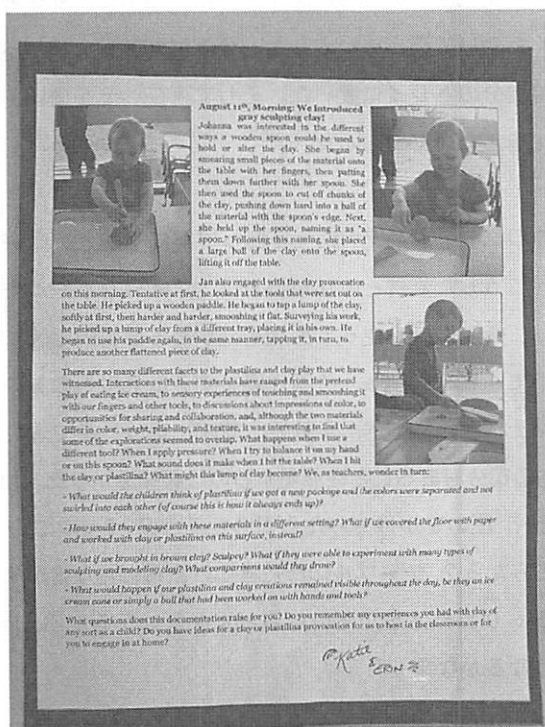 August 11th, Morning: We Introduced
gray sculpting clay!
Johanna was interested in the different
ways a wooden spoon could be used to
hold or alter the clay. She began by
smearing small pieces of the material onto
the table with her fingers, then patting
them down further with her spoon. She
then used the spoon to cut off chunks of
the clay, pushing down hard into a ball of
the material with the spoon's edge. Next,
she held up the spoon, naming it as "a
spoon." Following this naming, she placed
a large ball of the clay onto the spoon,
lifting it off the table.
Jan also engaged with the clay provocation
on this morning. Tentative at first, he looked at the tools that were set out on
the table. He picked up a wooden paddle. He began to tap a lump of the clay,
softly at first, then harder and harder, smooshing it flat. Surveying his work,
he picked up a lump of clay from a different tray, placing it in his own. He
began to use his paddle again, in the same manner, tapping it, in turn, to
produce another flattened piece of clay.
There are so many different facets to the plastilina and clay play that we have
witnessed. Interactions with these materials have ranged from the pretend
play of eating ice cream, to sensory experiences of touching and smooshing it
with our fingers and other tools, to discussions about impressions of color, to
opportunities for sharing and collaboration, and, although the two materials
differ in color, weight, pliability, and texture, it was interesting to find that
some of the explorations seemed to overlap. What happens when I use a
different tool? When I apply pressure? When I try to balance it on my hand
or on this spoon? What sound does it make when I hit the table? When I hit
the clay or plastilina? What might this lump of clay become? We, as teachers, wonder in turn:
- What would the children think of plastilina if we got a new package and the colors were separated and not
swirled into each other (of course this is how it always ends up)?
- How would they engage with these materials in a different setting? What if we covered the floor with paper
and worked with clay or plastilina on this surface, instead?
- What if we brought in brown clay? Sculpey? What if they were able to experiment with many types of
sculpting and modeling clay? What comparisons would they draw?
- What would happen if our plastilina and clay creations remained visible throughout the day, be they an ice
cream cone or simply a ball that had been worked on with hands and tools?
What questions does this documentation raise for you? Do you remember any experiences you had with clay of
any sort as a child? Do you have ideas for a clay or plastilina provocation for us to host in the classroom or for
you to engage in at home?
Katie
& ERIN